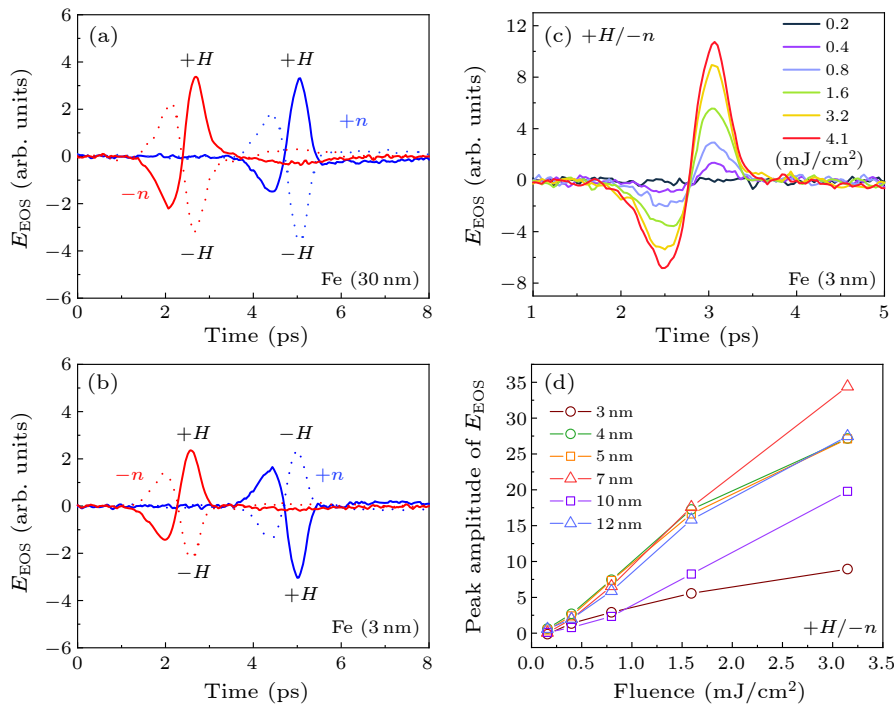 (a)
6
4
2
0
−2
−4
−6
+H
+H
+n
−n
−H
−H
Fe (30 nm)
0 2 4 6 8
Time (ps)
E_EOS (arb. units)
(c) +H/−n
12
8
4
0
−4
−8
0.2
0.4
0.8
1.6
3.2
4.1
(mJ/cm²)
Fe (3 nm)
1 2 3 4 5
Time (ps)
E_EOS (arb. units)
(b)
6
4
2
0
−2
−4
−6
+H
−H
−n
+n
−H
+H
Fe (3 nm)
0 2 4 6 8
Time (ps)
E_EOS (arb. units)
(d)
35
30
25
20
15
10
5
0
3 nm
4 nm
5 nm
7 nm
10 nm
12 nm
+H/−n
0.0 0.5 1.0 1.5 2.0 2.5 3.0 3.5
Fluence (mJ/cm²)
Peak amplitude of E_EOS